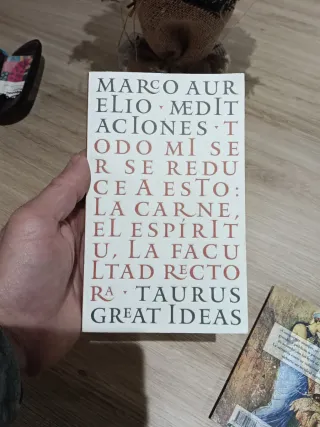 MARCO AUR
ELIO · MEDIT
ACIONES · T
ODO MI SE
R SE REDU
CE A ESTO:
LA CARNE,
EL ESPÍRIT
U, LA FACU
LTAD RECTO
RA · TAURUS
GREAT IDEAS